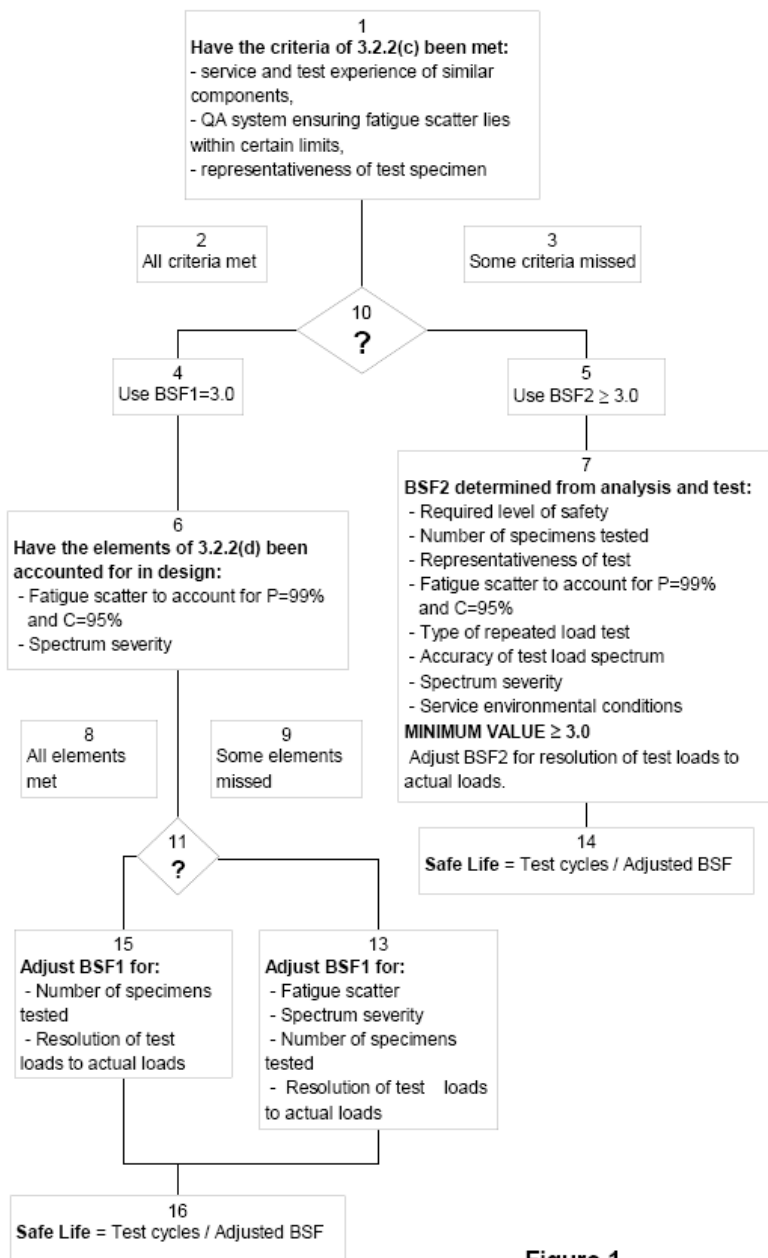 1
Have the criteria of 3.2.2(c) been met:
- service and test experience of similar
components,
- QA system ensuring fatigue scatter lies
within certain limits,
- representativeness of test specimen
2
All criteria met
3
Some criteria missed
10
?
4
Use BSF1=3.0
5
Use BSF2 ≥ 3.0
6
Have the elements of 3.2.2(d) been
accounted for in design:
- Fatigue scatter to account for P=99%
and C=95%
- Spectrum severity
7
BSF2 determined from analysis and test:
- Required level of safety
- Number of specimens tested
- Representativeness of test
- Fatigue scatter to account for P=99%
and C=95%
- Type of repeated load test
- Accuracy of test load spectrum
- Spectrum severity
- Service environmental conditions
MINIMUM VALUE ≥ 3.0
Adjust BSF2 for resolution of test loads to
actual loads.
8
All elements
met
9
Some elements
missed
11
?
14
Safe Life = Test cycles / Adjusted BSF
15
Adjust BSF1 for:
- Number of specimens
tested
- Resolution of test
loads to actual loads
13
Adjust BSF1 for:
- Fatigue scatter
- Spectrum severity
- Number of specimens
tested
- Resolution of test loads
to actual loads
16
Safe Life = Test cycles / Adjusted BSF
Figure 1